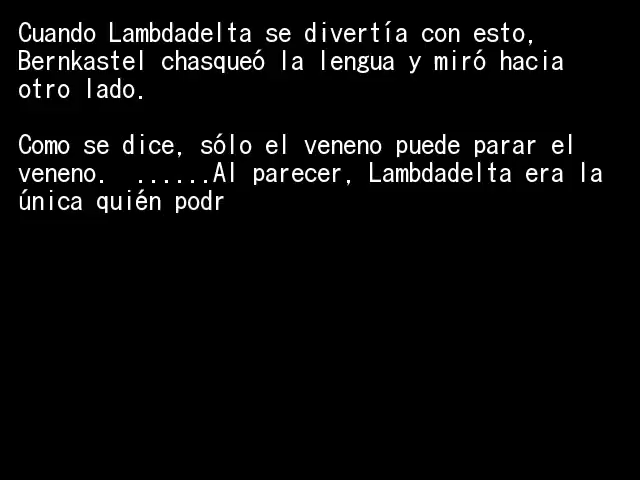 Cuando Lambdadelta se divertía con esto,
Bernkastel chasqueó la lengua y miró hacia
otro lado.
Como se dice, sólo el veneno puede parar el
veneno.  ......Al parecer, Lambdadelta era la
única quién podr